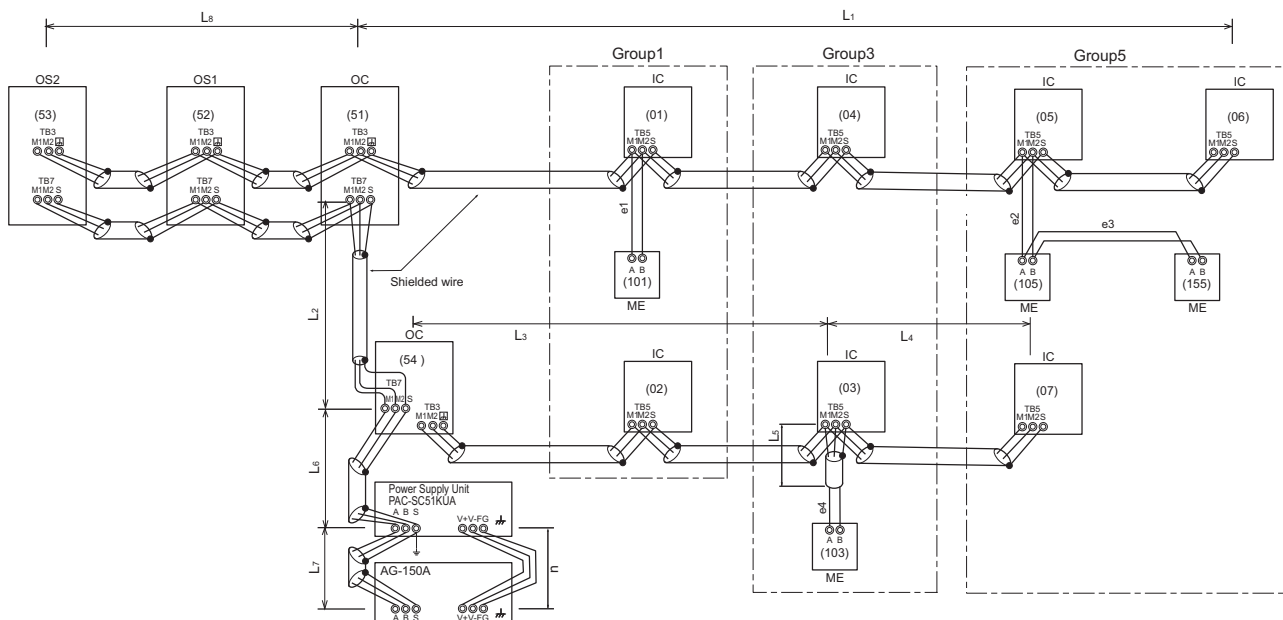 L8
L1
Group1
Group3
Group5
OS2
OS1
OC
IC
IC
IC
IC
(53)
(52)
(51)
(01)
(04)
(05)
(06)
TB3
TB3
TB3
TB5
TB5
TB5
TB5
M1M2
M1M2
M1M2
M1M2S
M1M2S
M1M2S
M1M2S
TB7
TB7
TB7
M1M2 S
M1M2 S
M1M2 S
e1
e2
e3
Shielded wire
A B
(101)
ME
A B
(105)
ME
A B
(155)
ME
L2
L3
L4
OC
IC
IC
IC
(54 )
(02)
(03)
(07)
TB7
M1M2S
TB3
M1M2
TB5
M1M2S
TB5
M1M2S
TB5
M1M2S
L5
L6
e4
Power Supply Unit
PAC-SC51KUA
A B S
V+V-FG
A B
(103)
ME
L7
n
AG-150A
A B S
V+V-FG